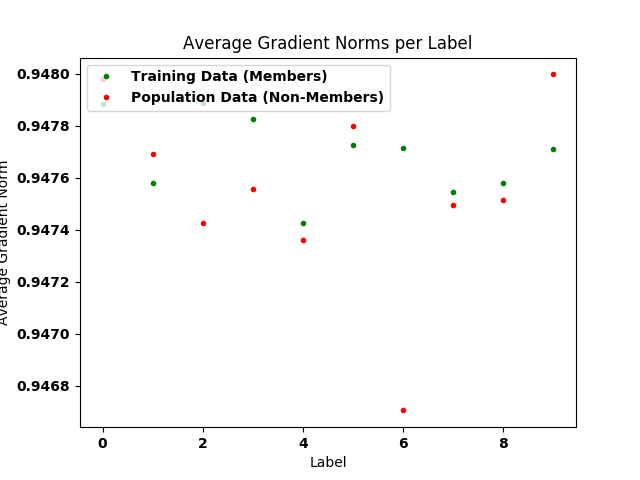 Average Gradient Norms per Label
Training Data (Members)
Population Data (Non-Members)
0.9480
0.9478
0.9476
0.9474
0.9472
0.9470
0.9468
Average Gradient Norm
0
2
4
6
8
Label